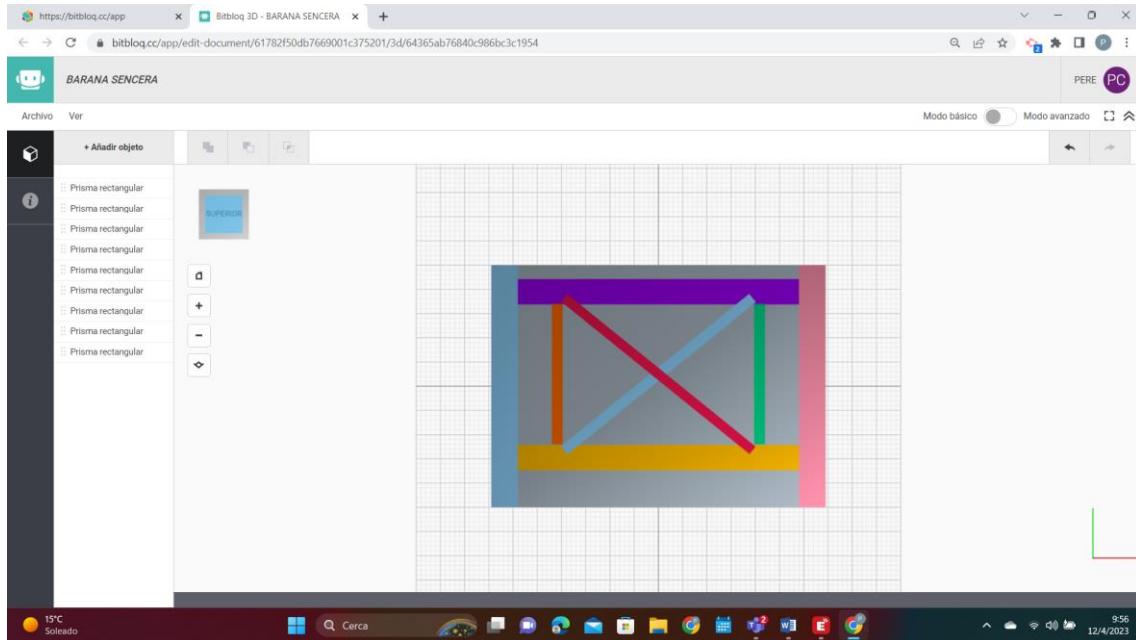 https://bitbloq.cc/app
Bitbloq 3D - BARANA SENCERA
bitbloq.cc/app/edit-document/61782f50db7669001c375201/3d/64365ab76840c986bc3c1954
2
P
BARANA SENCERA
PERE
PC
Archivo
Ver
Modo básico
Modo avanzado
+ Añadir objeto
Prisma rectangular
Prisma rectangular
Prisma rectangular
Prisma rectangular
Prisma rectangular
Prisma rectangular
Prisma rectangular
Prisma rectangular
Prisma rectangular
SUPERIOR
15°C
Soleado
Cerca
2
9:56
12/4/2023